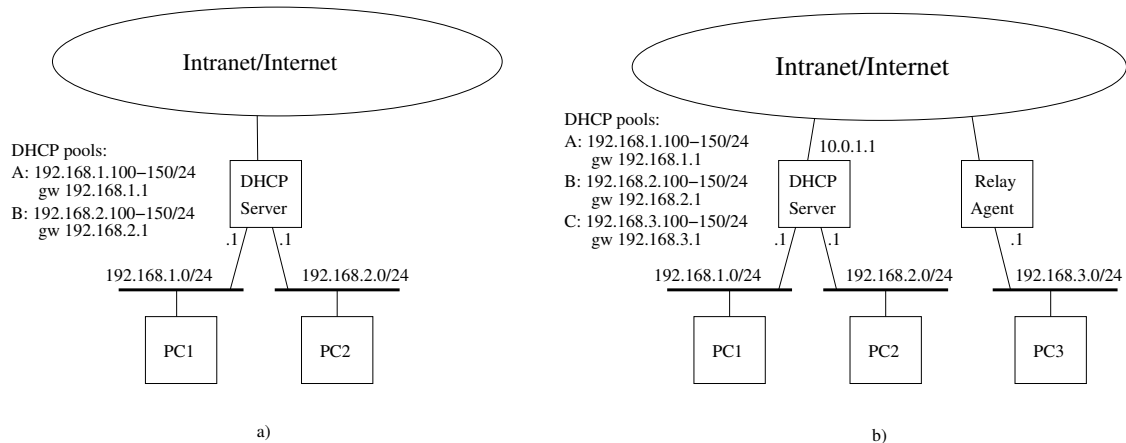 Intranet/Internet
DHCP pools:
A: 192.168.1.100−150/24
gw 192.168.1.1
B: 192.168.2.100−150/24
gw 192.168.2.1
DHCP
Server
.1
.1
192.168.1.0/24
192.168.2.0/24
PC1
PC2
a)
Intranet/Internet
DHCP pools:
A: 192.168.1.100−150/24
gw 192.168.1.1
B: 192.168.2.100−150/24
gw 192.168.2.1
C: 192.168.3.100−150/24
gw 192.168.3.1
10.0.1.1
DHCP
Server
Relay
Agent
.1
.1
.1
192.168.1.0/24
192.168.2.0/24
192.168.3.0/24
PC1
PC2
PC3
b)